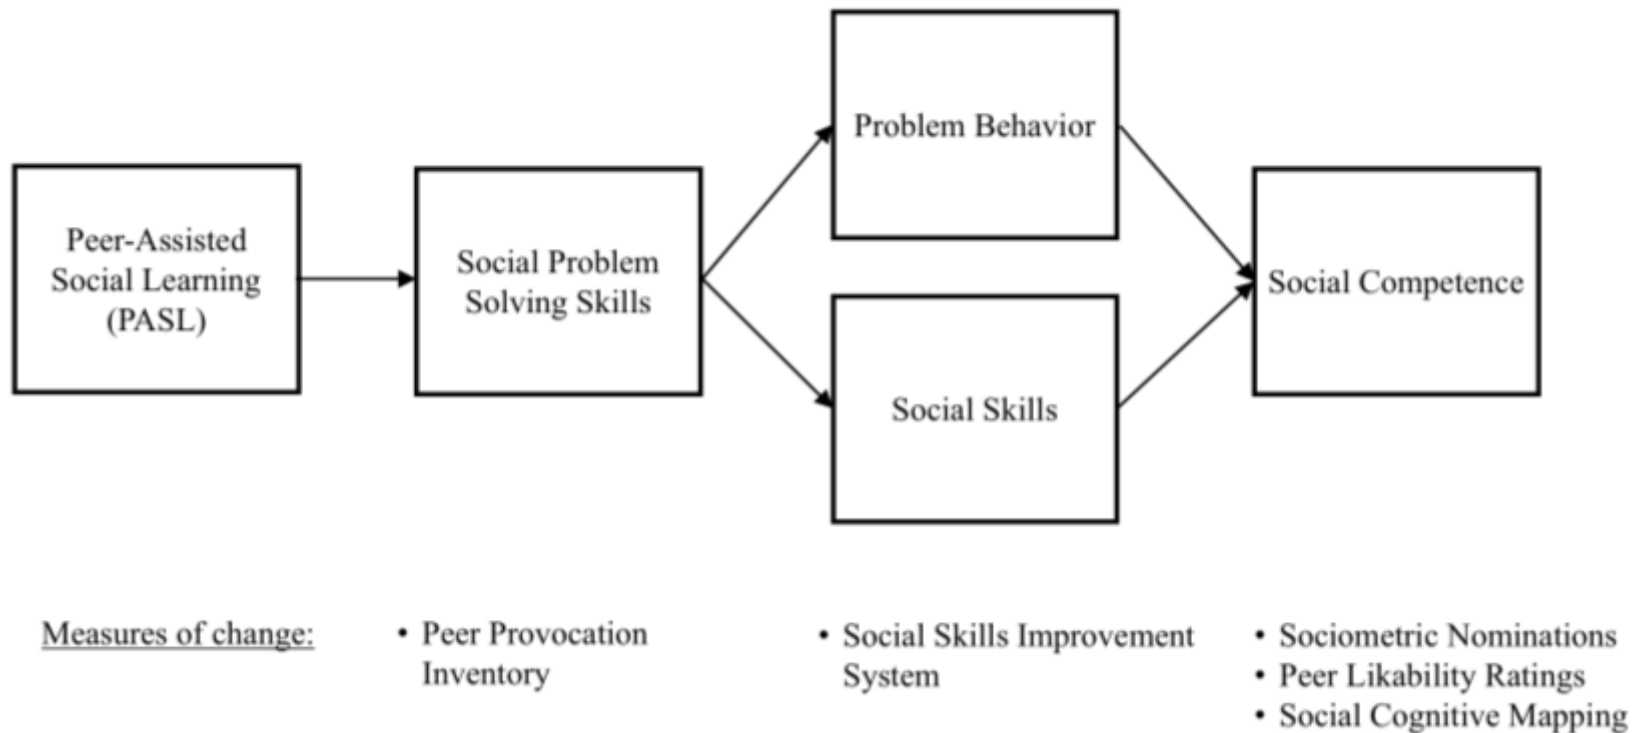 Peer-Assisted
Social Learning
(PASL)
Social Problem
Solving Skills
Problem Behavior
Social Skills
Social Competence
Measures of change:
• Peer Provocation
Inventory
• Social Skills Improvement
System
• Sociometric Nominations
• Peer Likability Ratings
• Social Cognitive Mapping